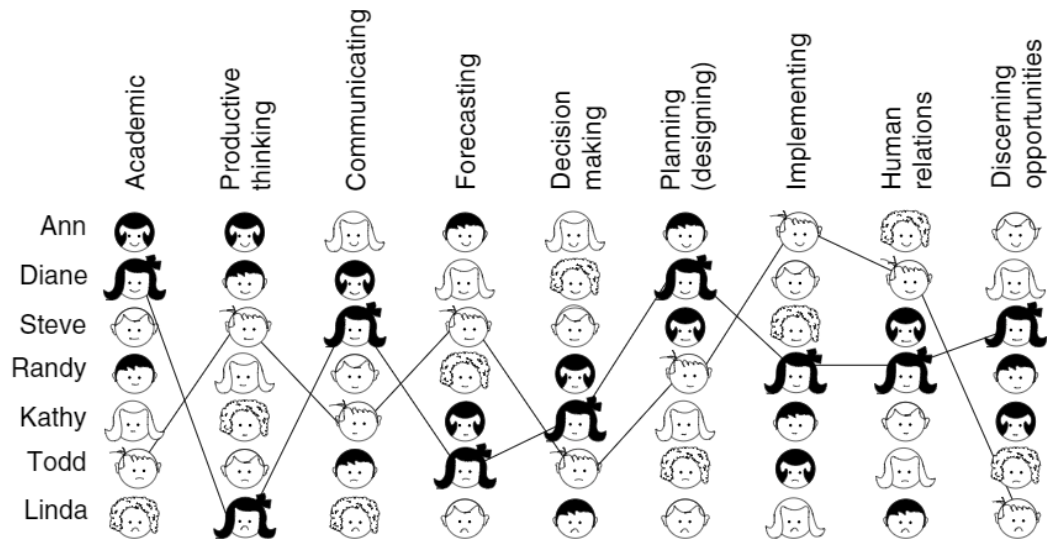 Academic
Productive
thinking
Communicating
Forecasting
Decision
making
Planning
(designing)
Implementing
Human
relations
Discerning
opportunities
Ann
Diane
Steve
Randy
Kathy
Todd
Linda